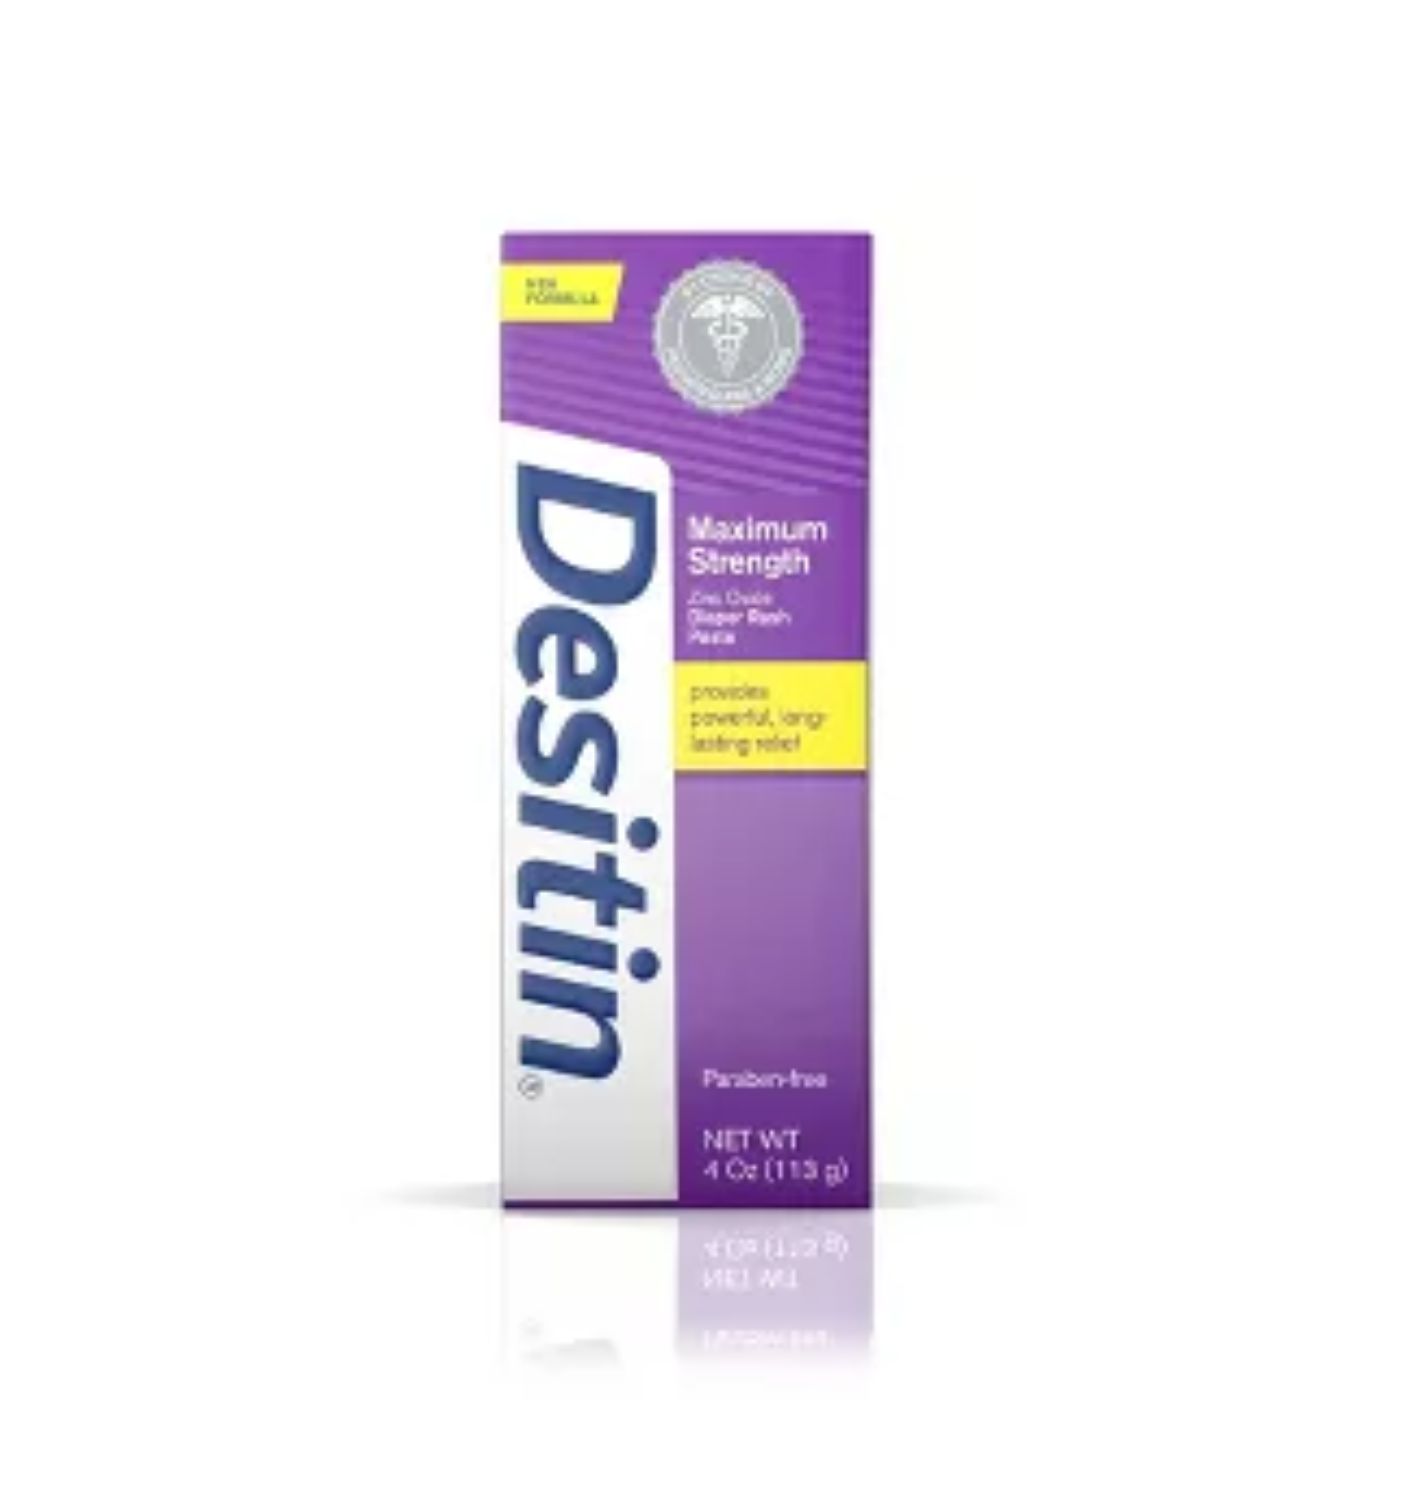 NEW
FORMULA
Desitin®
Maximum
Strength
Zinc Oxide
Diaper Rash
Paste
provides
powerful, long-
lasting relief
Paraben-free
NET WT
4 Oz (113 g)